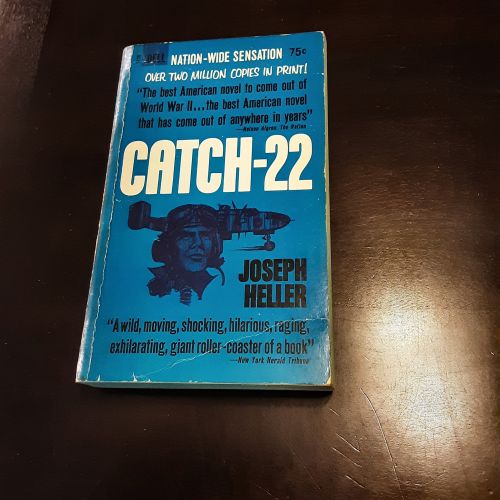 DELL NATION-WIDE SENSATION 75¢
OVER TWO MILLION COPIES IN PRINT!
"The best American novel to come out of
World War II...the best American novel
that has come out of anywhere in years"
—Nelson Algren, The Nation
CATCH-22
JOSEPH
HELLER
"A wild, moving, shocking, hilarious, raging,
exhilarating, giant roller-coaster of a book"
—New York Herald Tribune